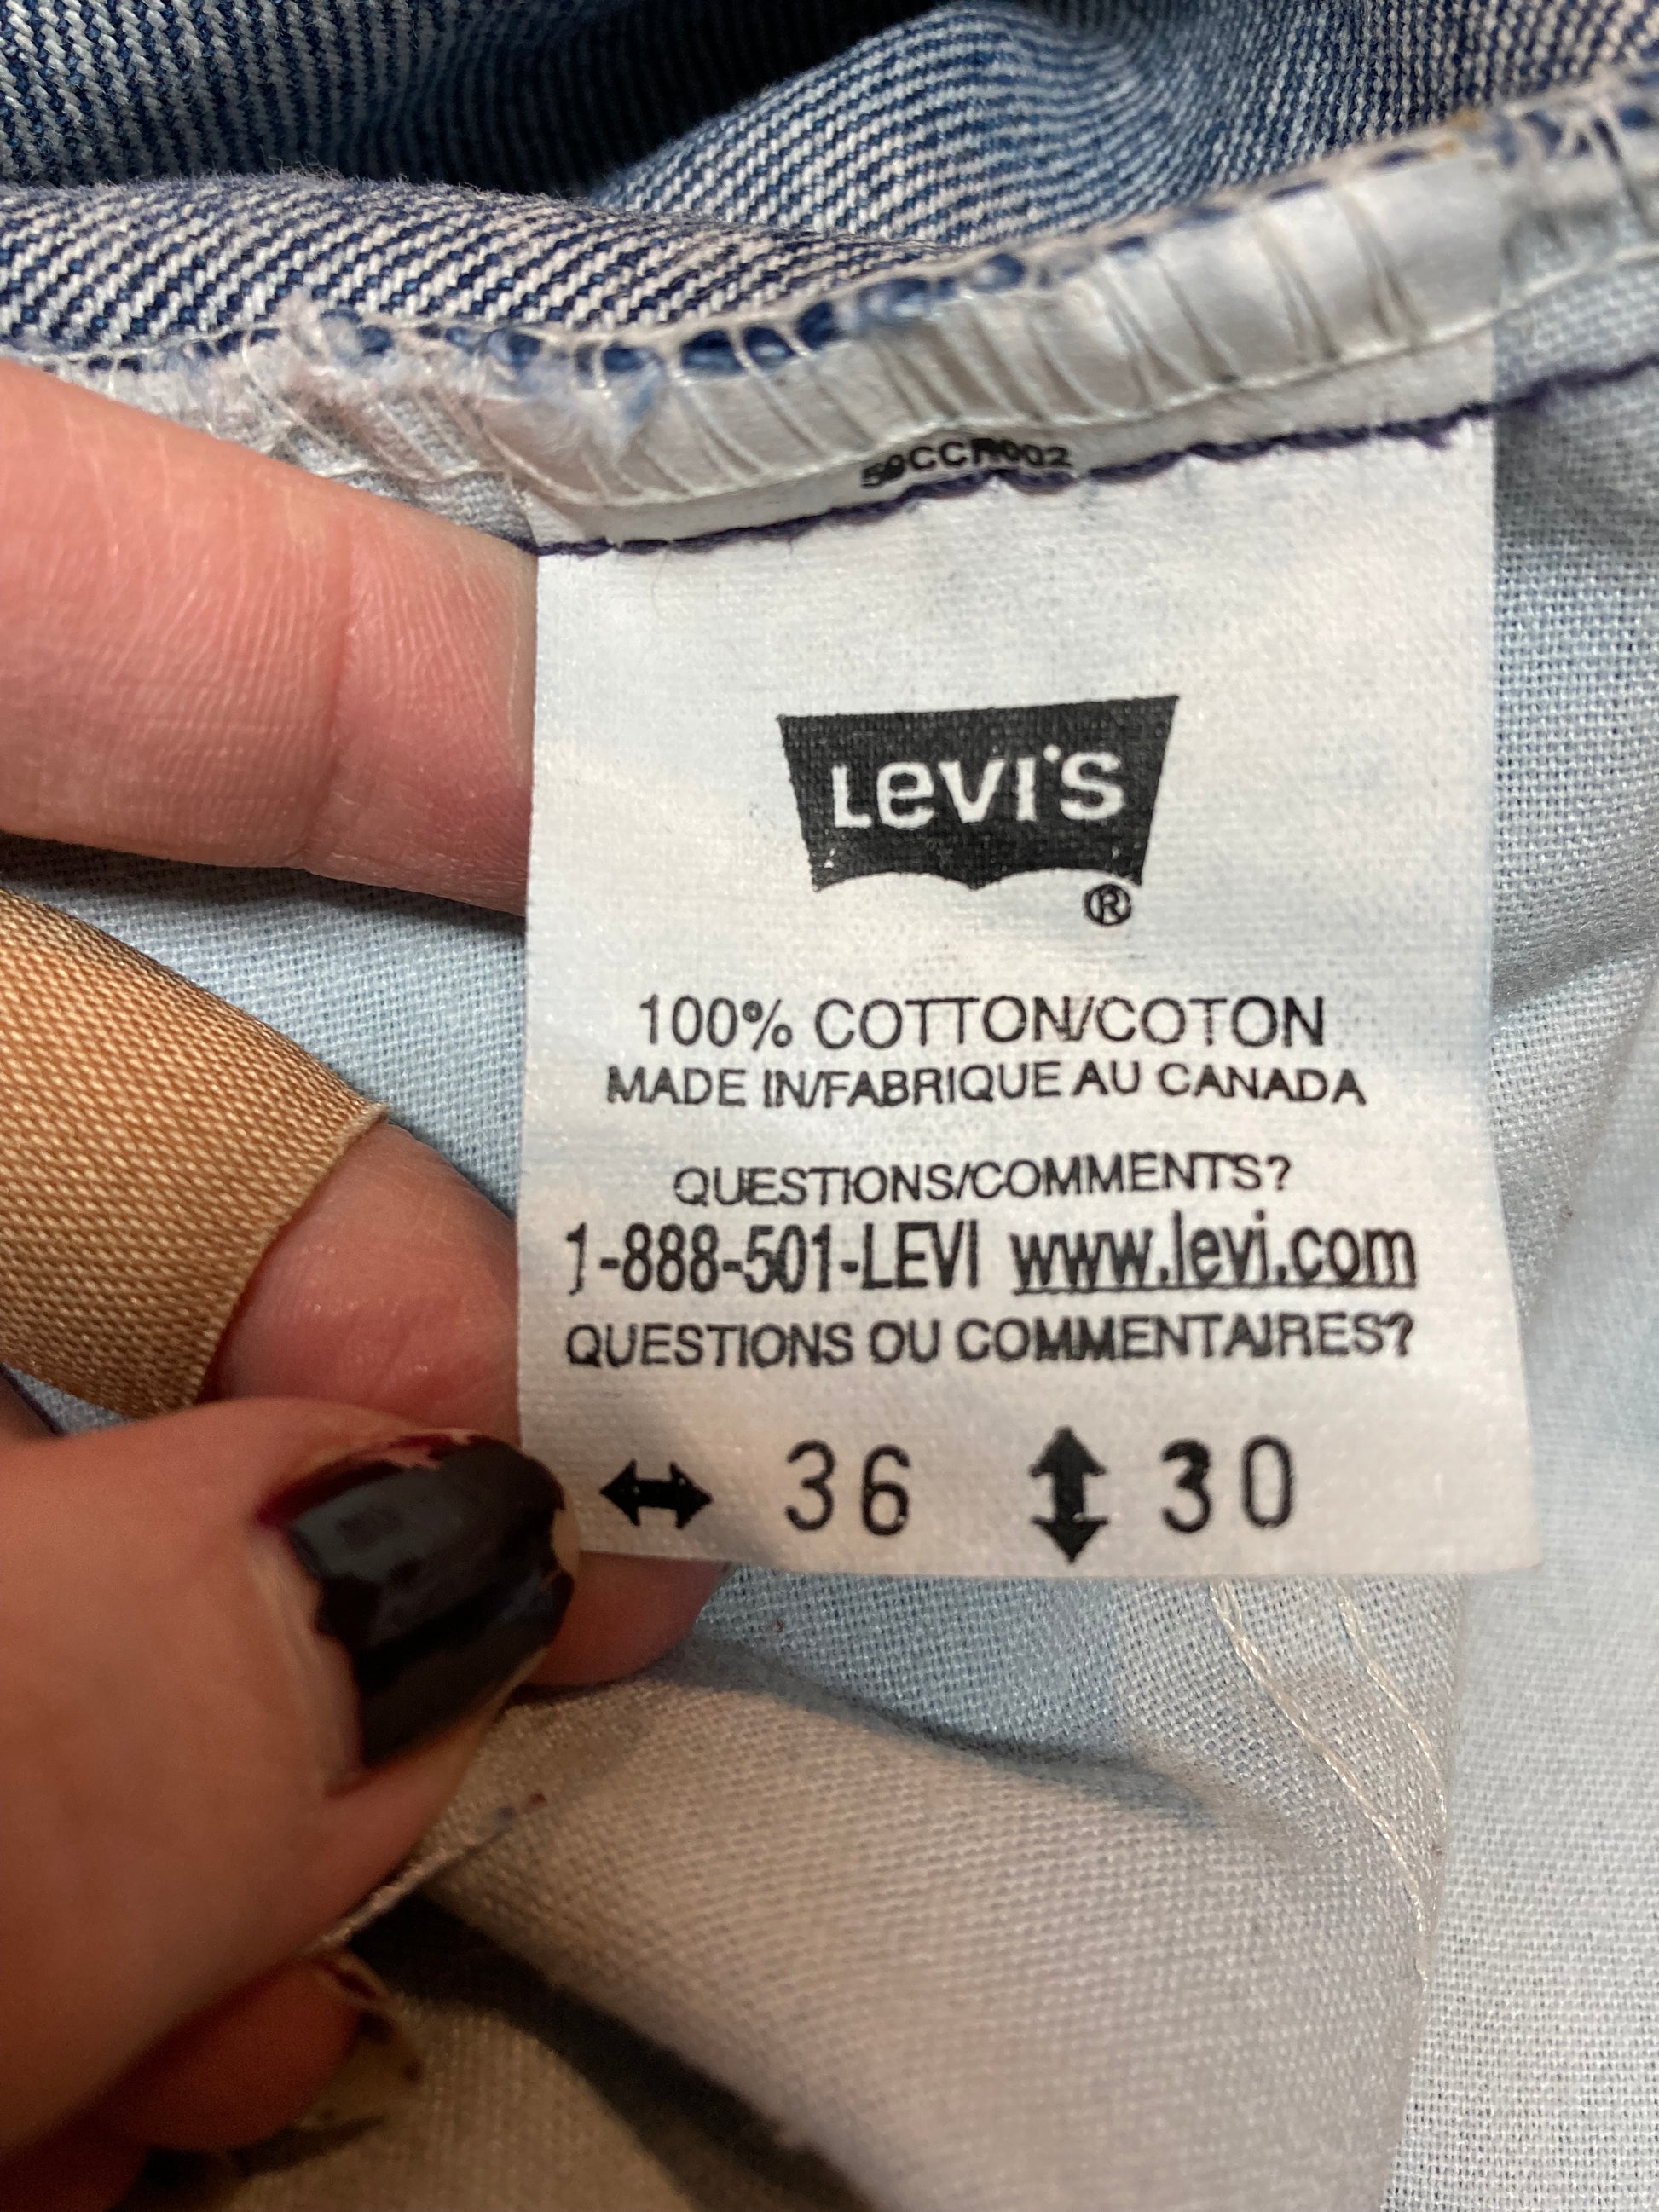 LEVI'S
®
100% COTTON/COTON
MADE IN/FABRIQUE AU CANADA
QUESTIONS/COMMENTS?
1-888-501-LEVI www.levi.com
QUESTIONS OU COMMENTAIRES?
↔ 36 ↕ 30